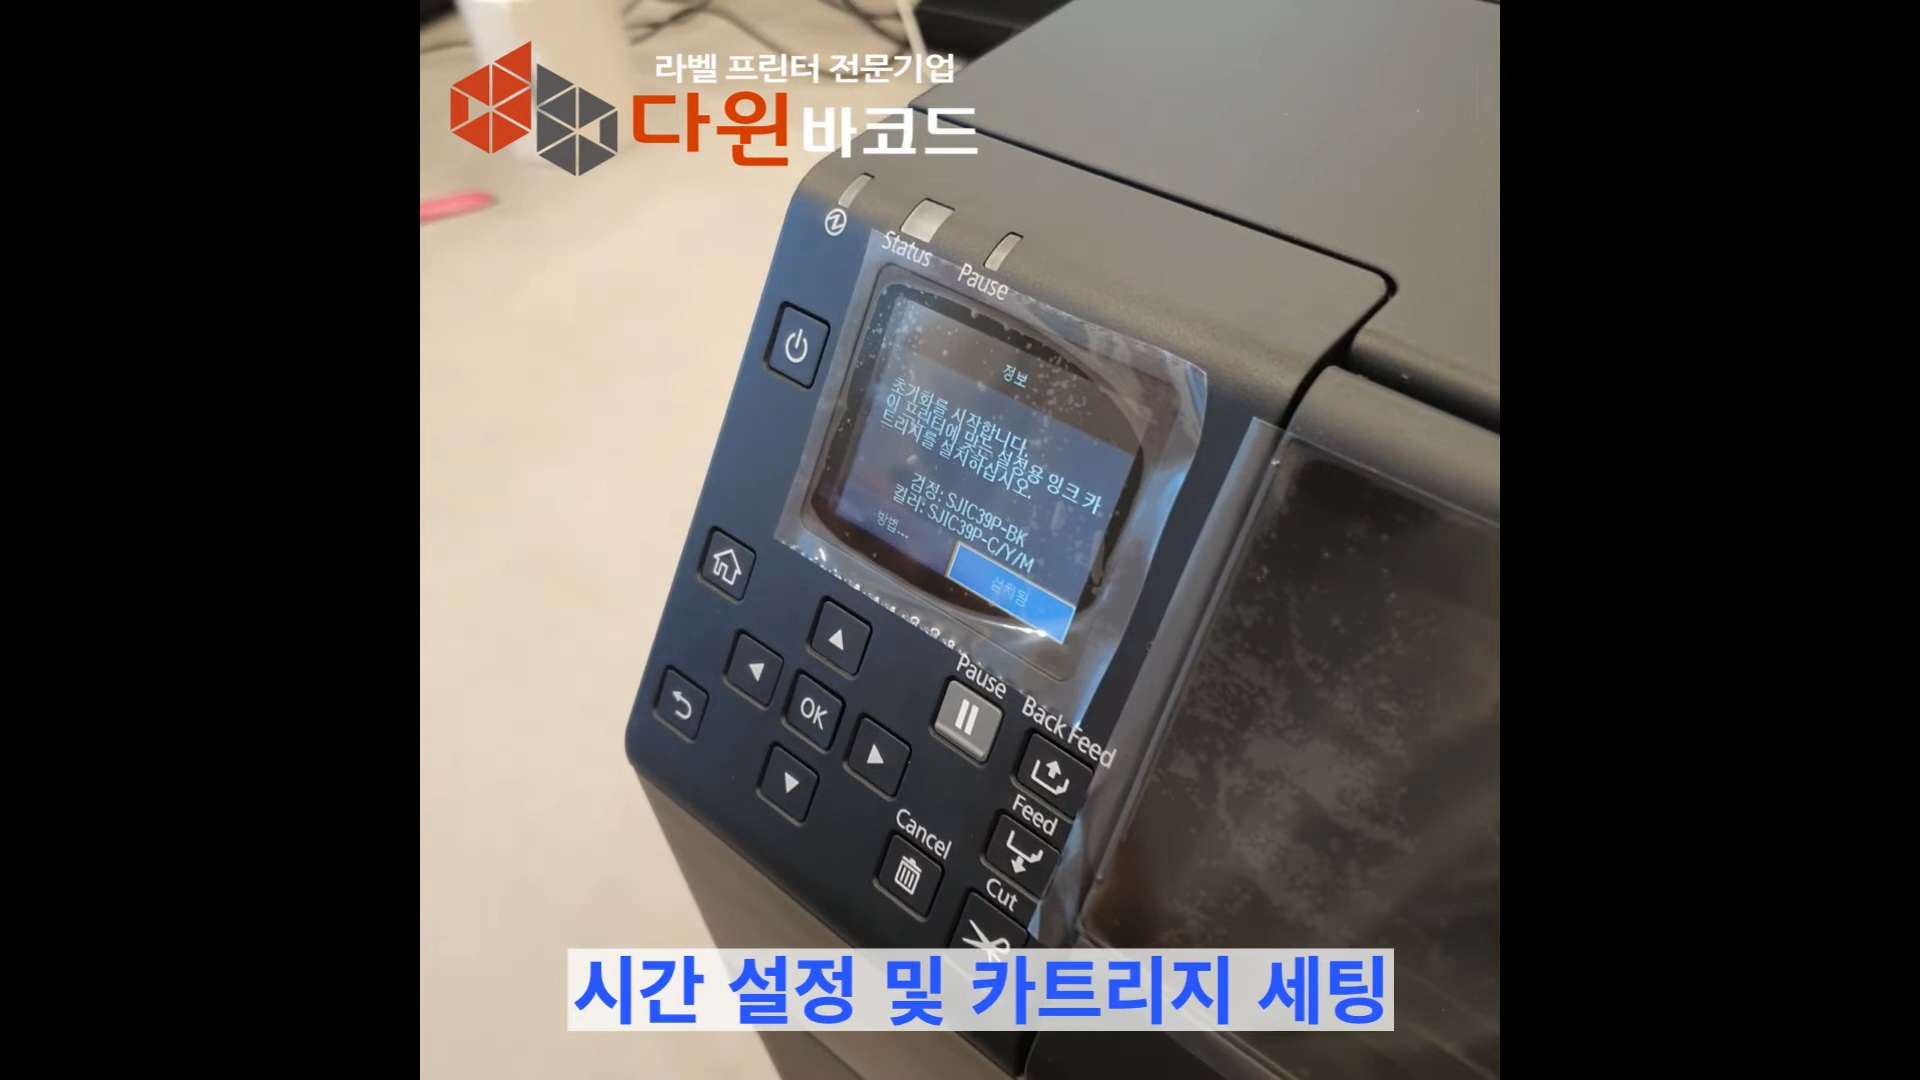 라벨 프린터 전문기업
다윈바코드
Status
Pause
정보
초기화를 시작합니다.
이 프린터에 맞는 설정용 잉크 카
트리지를 설치하십시오.
검정: SJIC39P-BK
컬러: SJIC39P-C/Y/M
방법...
설치됨
Pause
Back Feed
OK
Feed
Cancel
Cut
시간 설정 및 카트리지 세팅